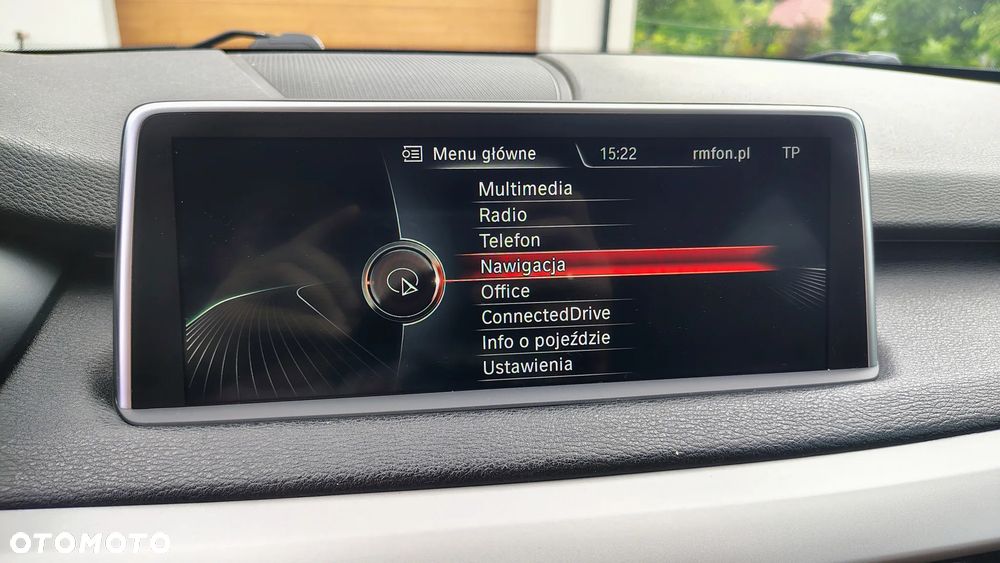 Menu główne 15:22 rmfon.pl TP
Multimedia
Radio
Telefon
Nawigacja
Office
ConnectedDrive
Info o pojeździe
Ustawienia
OTOMOTO